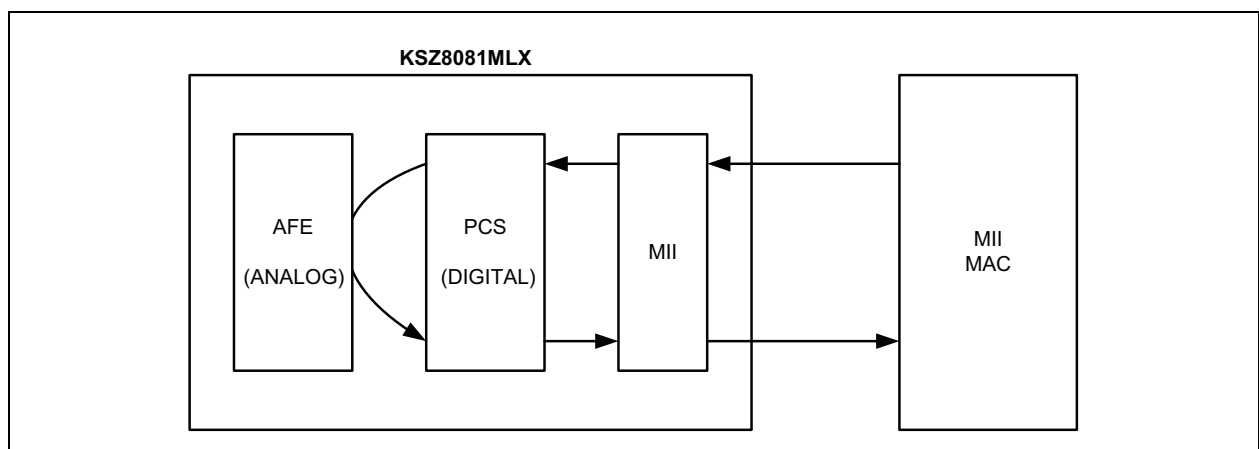 KSZ8081MLX
AFE
(ANALOG)
PCS
(DIGITAL)
MII
MII
MAC